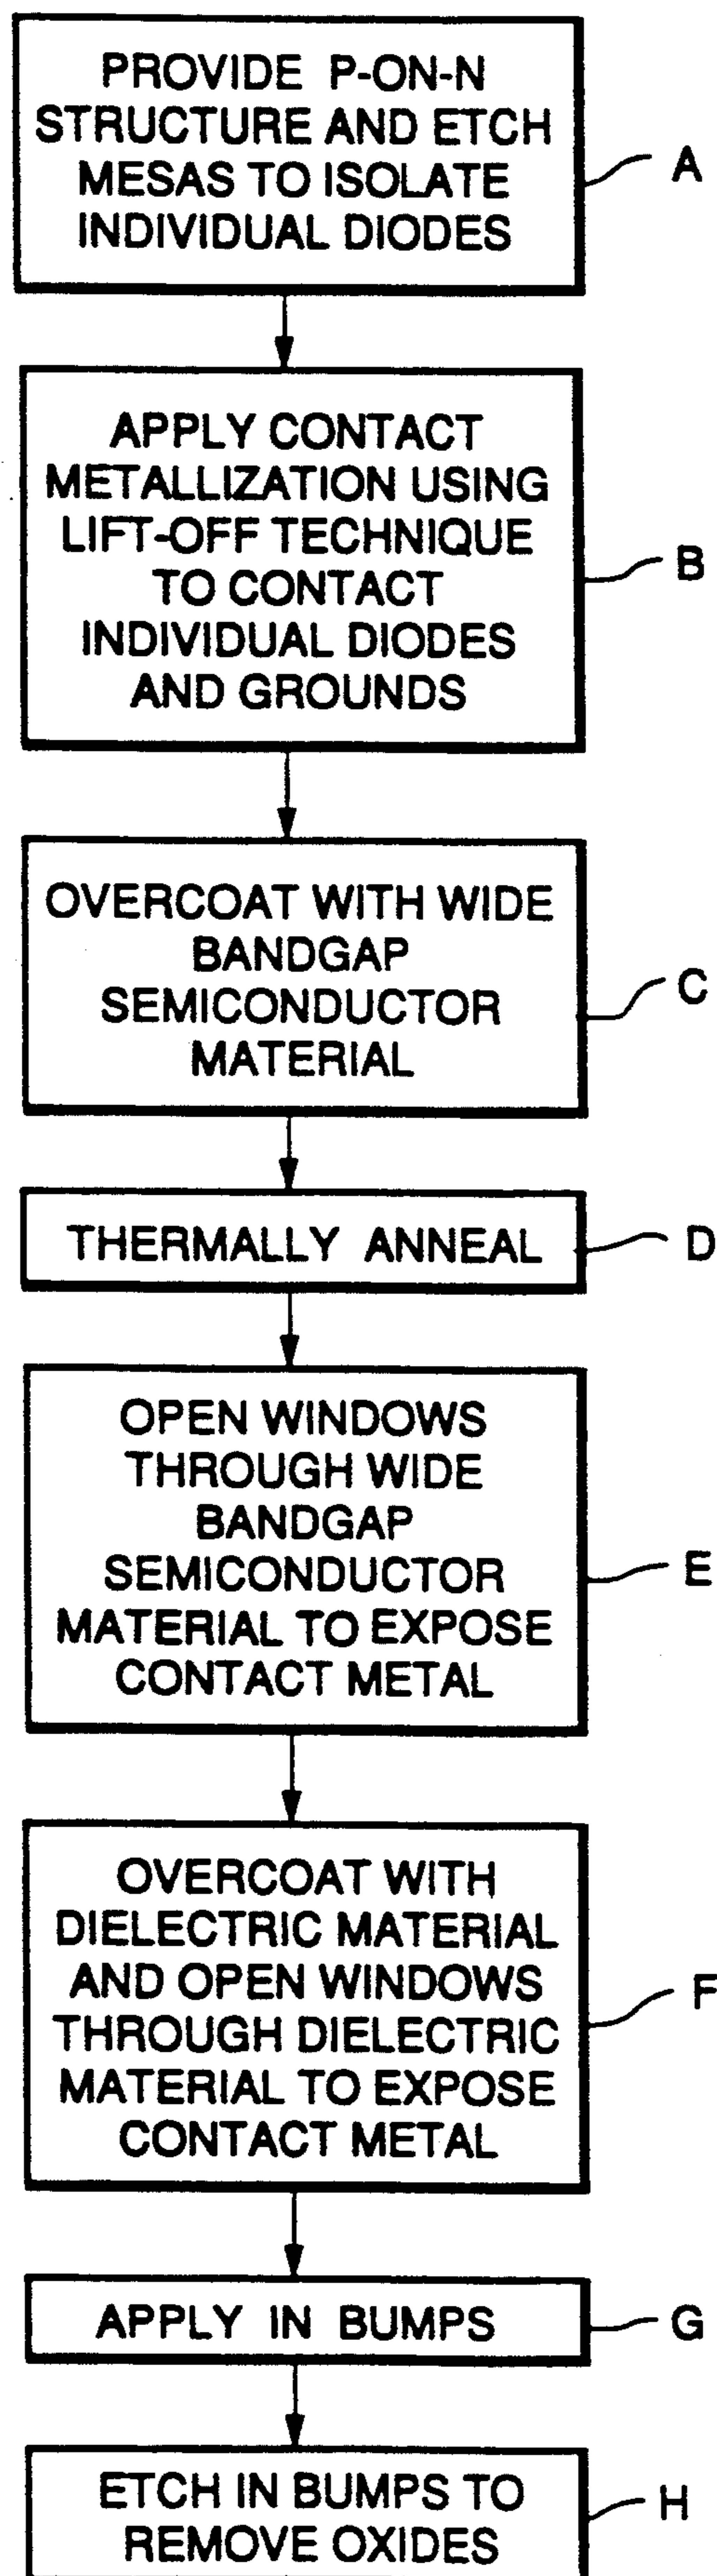 PROVIDE P-ON-N
STRUCTURE AND ETCH
MESAS TO ISOLATE
INDIVIDUAL DIODES
A
APPLY CONTACT
METALLIZATION USING
LIFT-OFF TECHNIQUE
TO CONTACT
INDIVIDUAL DIODES
AND GROUNDS
B
OVERCOAT WITH WIDE
BANDGAP
SEMICONDUCTOR
MATERIAL
C
THERMALLY ANNEAL
D
OPEN WINDOWS
THROUGH WIDE
BANDGAP
SEMICONDUCTOR
MATERIAL TO EXPOSE
CONTACT METAL
E
OVERCOAT WITH
DIELECTRIC MATERIAL
AND OPEN WINDOWS
THROUGH DIELECTRIC
MATERIAL TO EXPOSE
CONTACT METAL
F
APPLY IN BUMPS
G
ETCH IN BUMPS TO
REMOVE OXIDES
H